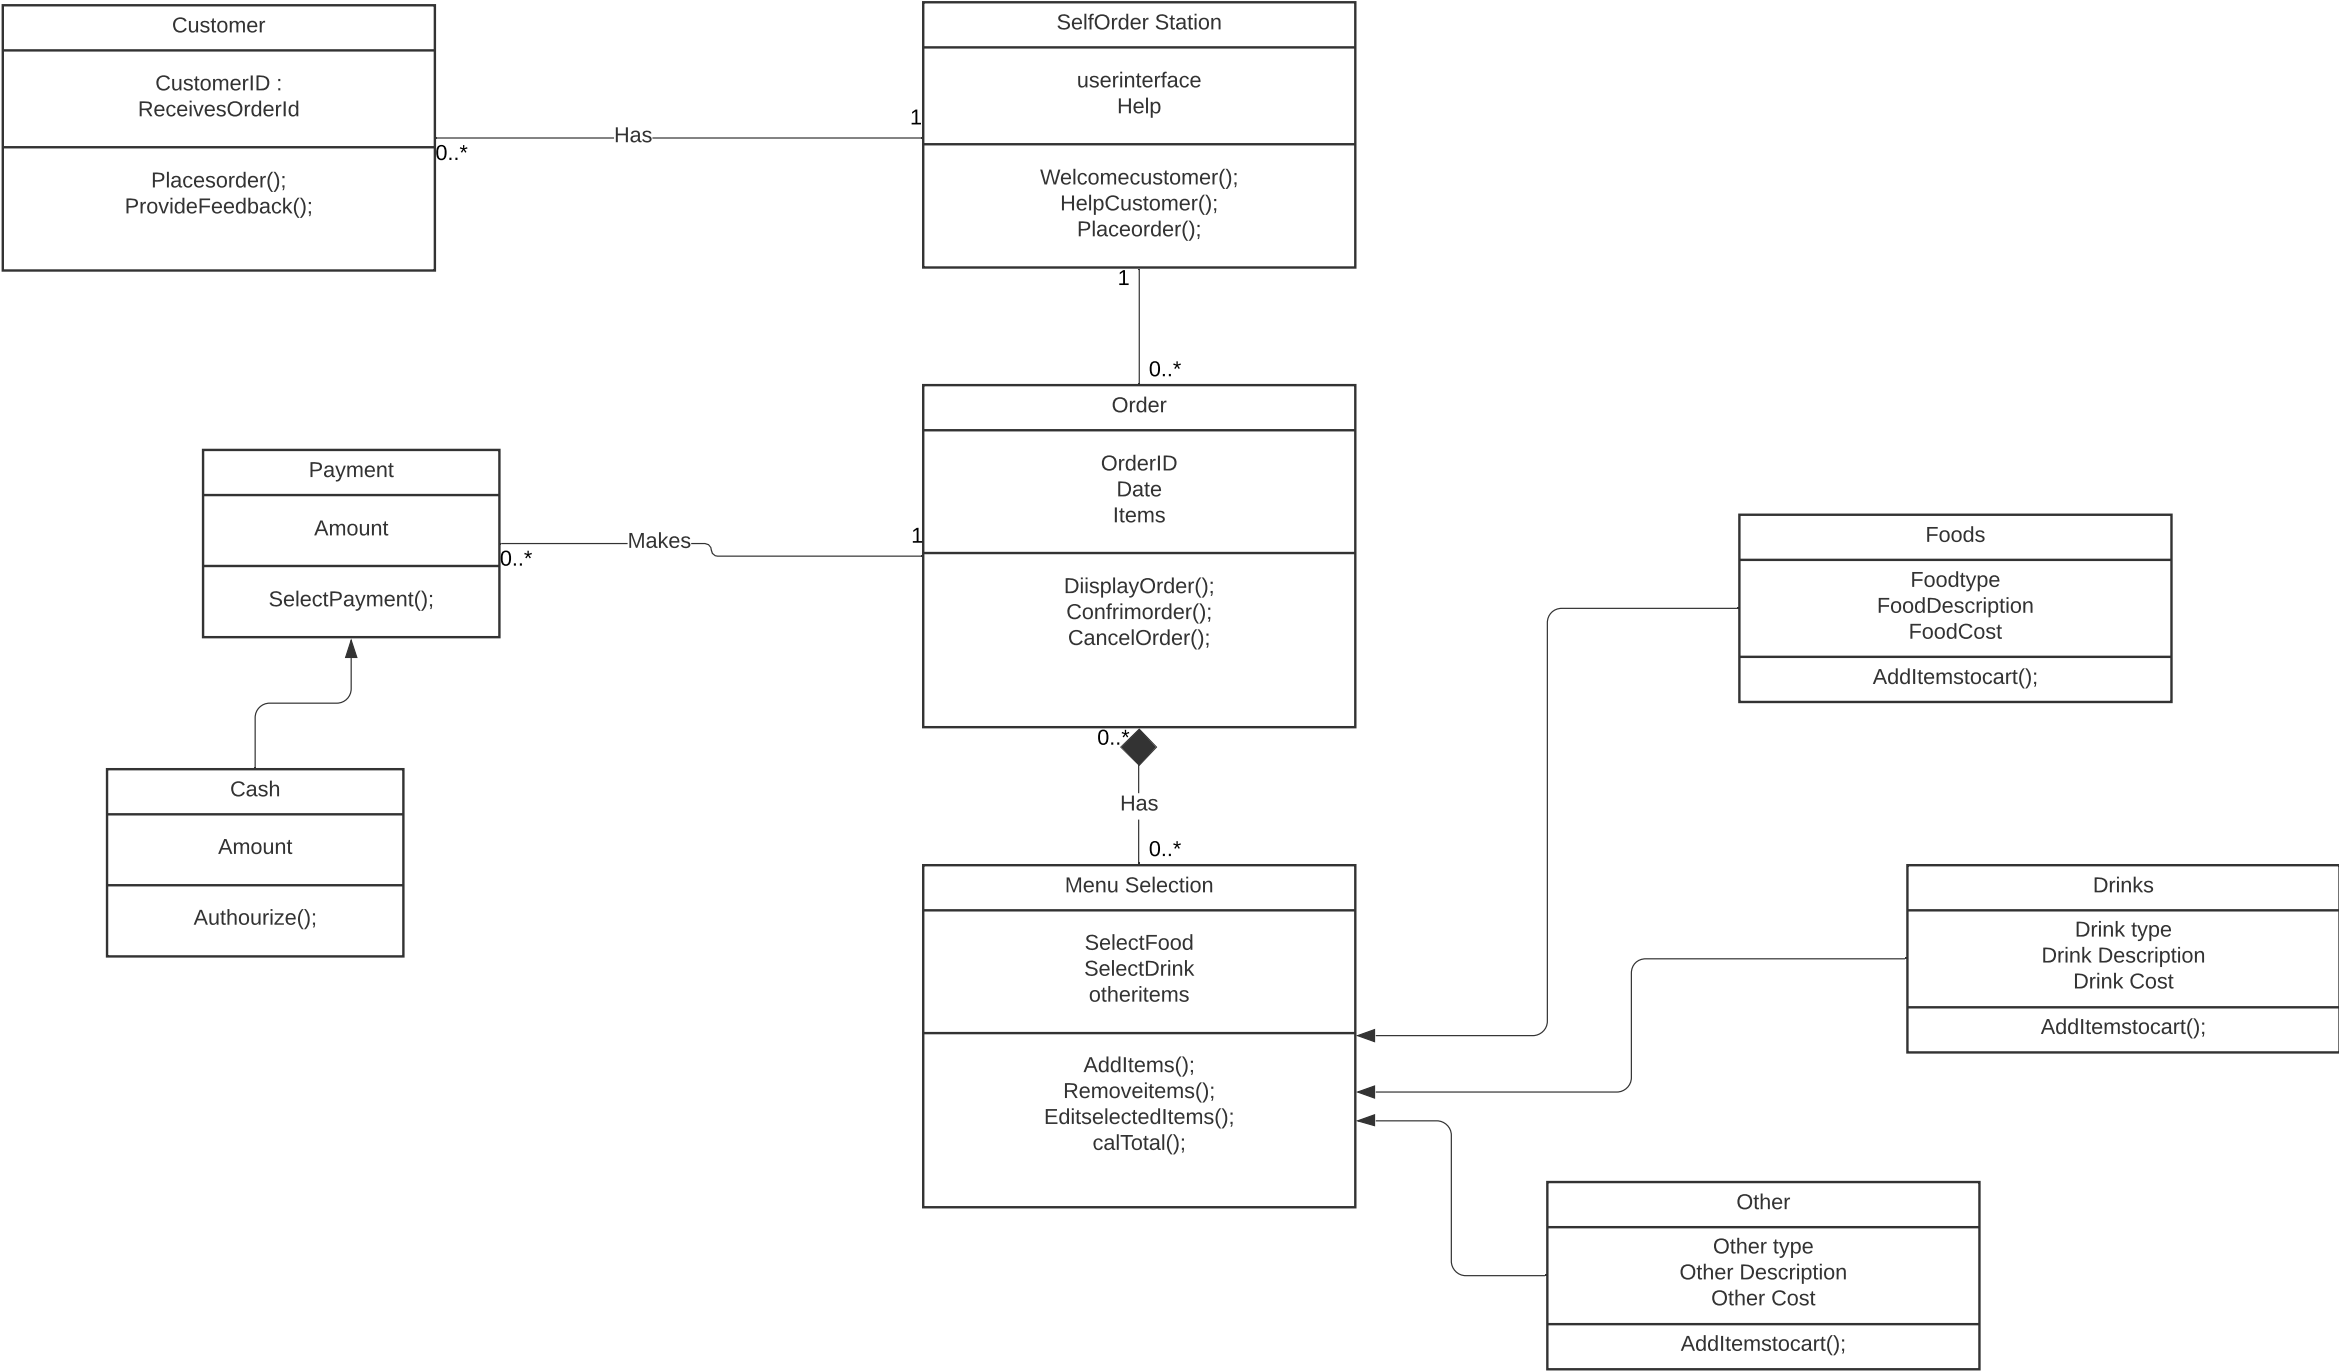 Customer
CustomerID :
ReceivesOrderId
Placesorder();
ProvideFeedback();
0..*
Has
1
SelfOrder Station
userinterface
Help
Welcomecustomer();
HelpCustomer();
Placeorder();
1
0..*
Order
OrderID
Date
Items
DiisplayOrder();
Confrimorder();
CancelOrder();
1
Makes
0..*
Payment
Amount
SelectPayment();
Cash
Amount
Authourize();
0..*
Has
0..*
Menu Selection
SelectFood
SelectDrink
otheritems
AddItems();
Removeitems();
EditselectedItems();
calTotal();
Foods
Foodtype
FoodDescription
FoodCost
AddItemstocart();
Drinks
Drink type
Drink Description
Drink Cost
AddItemstocart();
Other
Other type
Other Description
Other Cost
AddItemstocart();